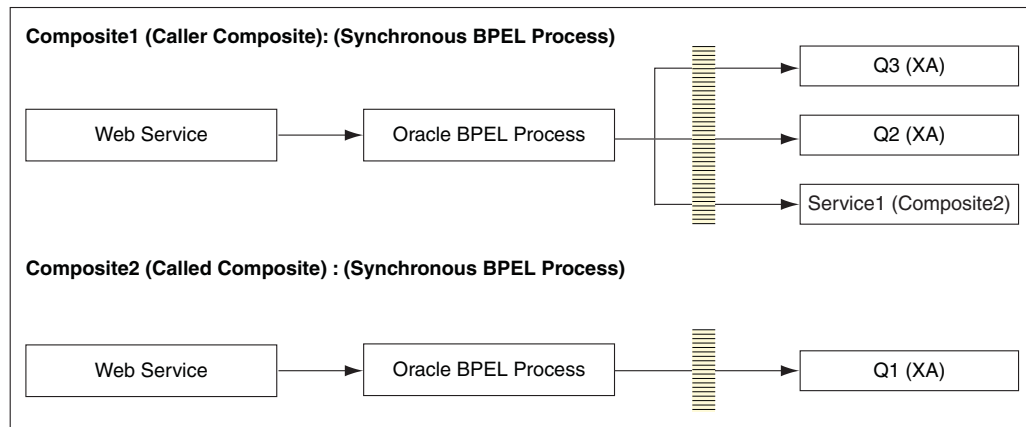 Composite1 (Caller Composite): (Synchronous BPEL Process)
Web Service
Oracle BPEL Process
Q3 (XA)
Q2 (XA)
Service1 (Composite2)
Composite2 (Called Composite) : (Synchronous BPEL Process)
Web Service
Oracle BPEL Process
Q1 (XA)